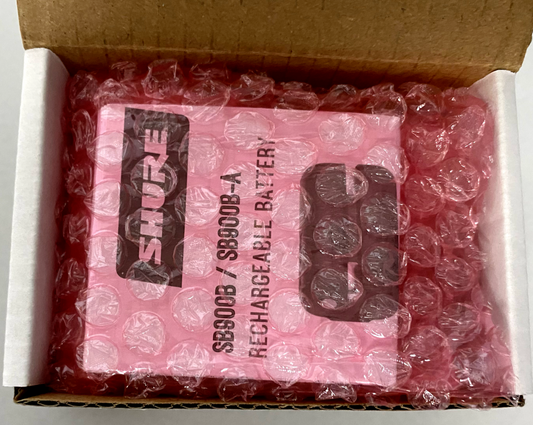 SHURE
SB900B / SB900B-A
RECHARGEABLE BATTERY